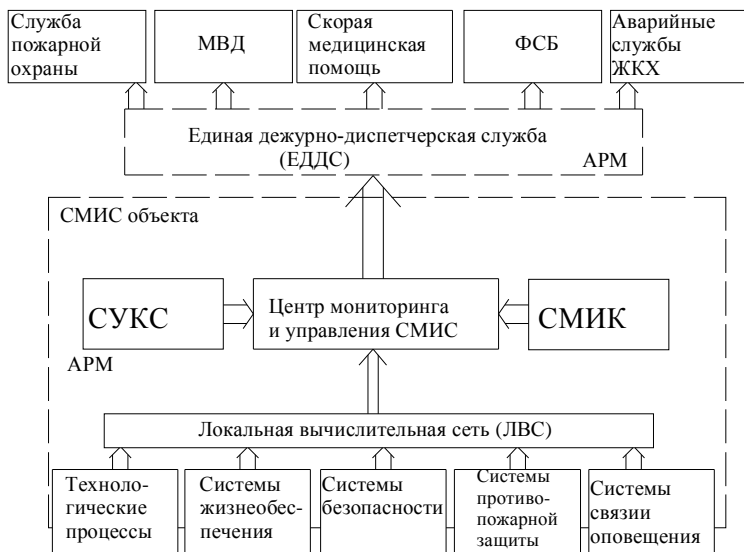 Служба
пожарной
охраны
МВД
Скорая
медицинская
помощь
ФСБ
Аварийные
службы
ЖКХ
Единая дежурно-диспетчерская служба
(ЕДДС)
АРМ
СМИС объекта
СУКС
Центр мониторинга
и управления СМИС
СМИК
АРМ
Локальная вычислительная сеть (ЛВС)
Техноло-
гические
процессы
Системы
жизнеобес-
печения
Системы
безопасности
Системы
противо-
пожарной
защиты
Системы
связии
оповещения